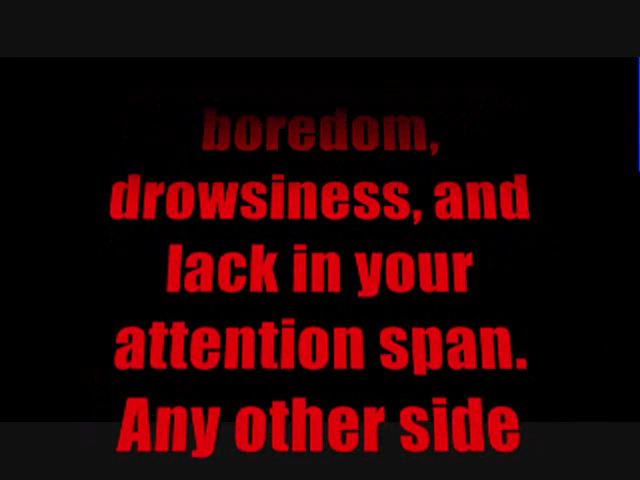 boredom,
drowsiness, and
lack in your
attention span.
Any other side